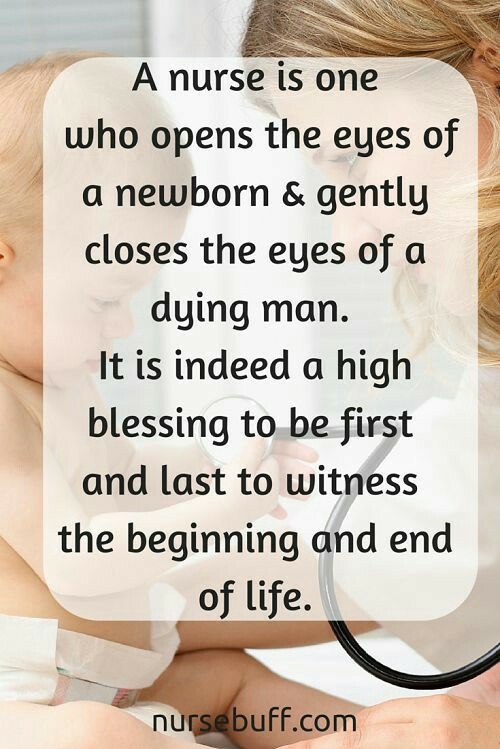 A nurse is one
who opens the eyes of
a newborn & gently
closes the eyes of a
dying man.
It is indeed a high
blessing to be first
and last to witness
the beginning and end
of life.
nursebuff.com